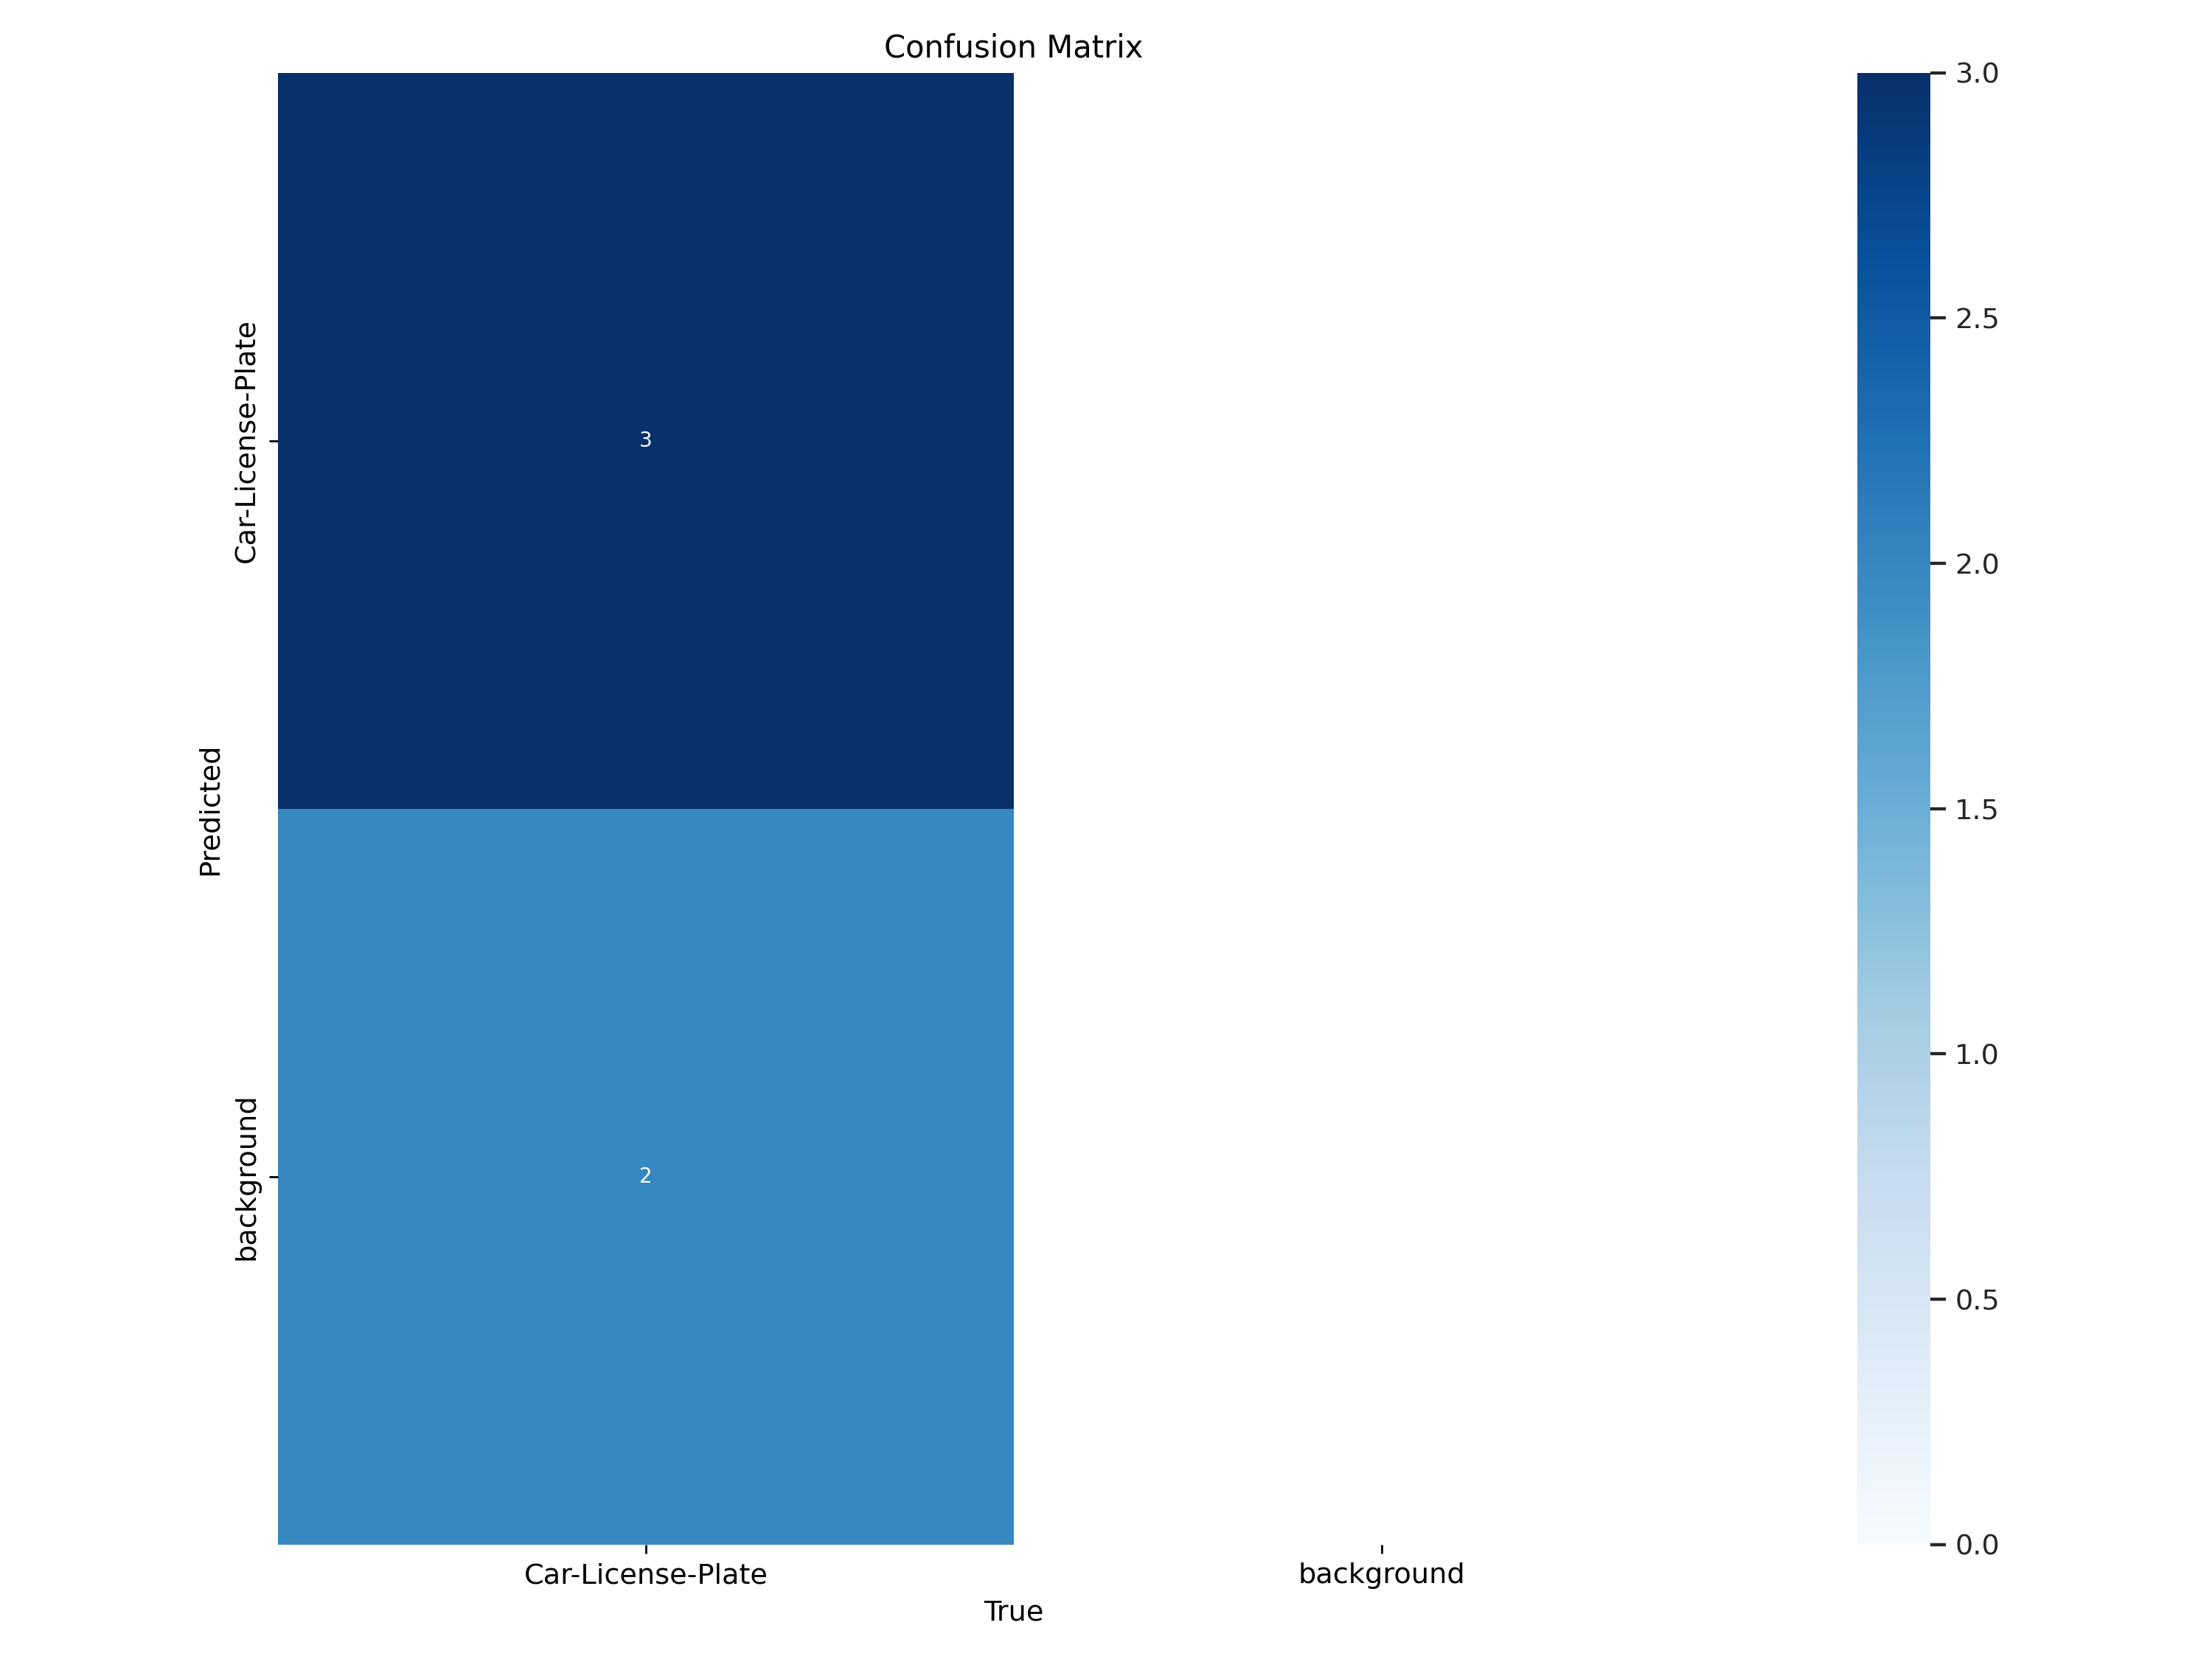 Confusion Matrix
Car-License-Plate
background
Predicted
3
2
Car-License-Plate
background
True
3.0
2.5
2.0
1.5
1.0
0.5
0.0